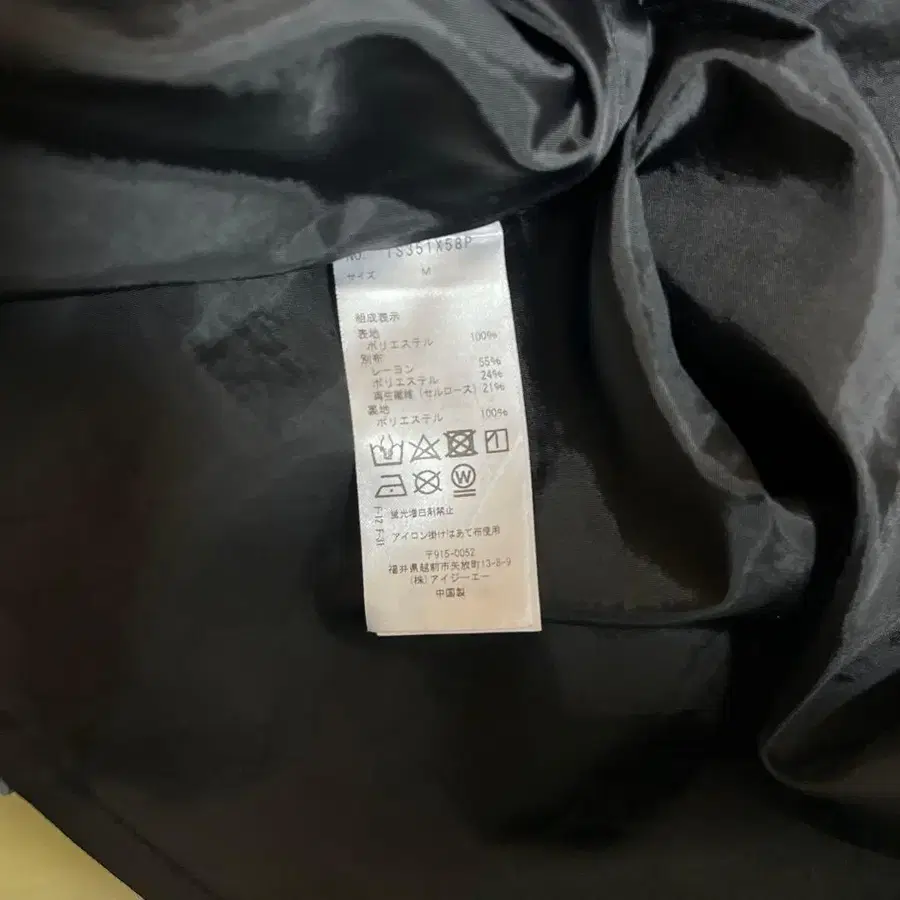 No. TS351X58P
サイズ M
組成表示
表地
ポリエステル 100%
別布
レーヨン 55%
ポリエステル 24%
再生繊維（セルロース） 21%
裏地
ポリエステル 100%
W
蛍光増白剤禁止
アイロン掛けはあて布使用
〒915-0052
福井県越前市矢放町13-8-9
(株)アイジーエー
中国製